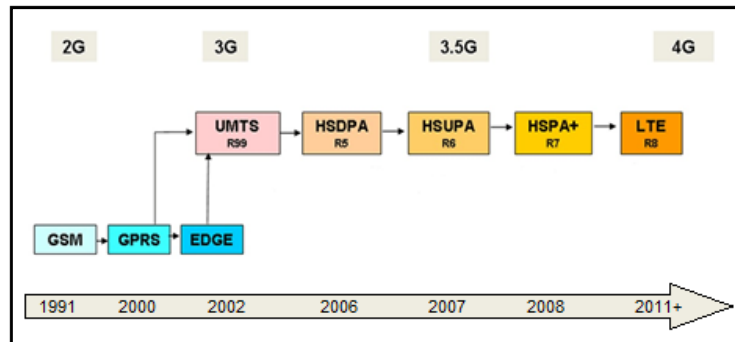 2G 3G 3.5G 4G
UMTS HSDPA HSUPA HSPA+ LTE
R99 R5 R6 R7 R8
GSM GPRS EDGE
1991 2000 2002 2006 2007 2008 2011+